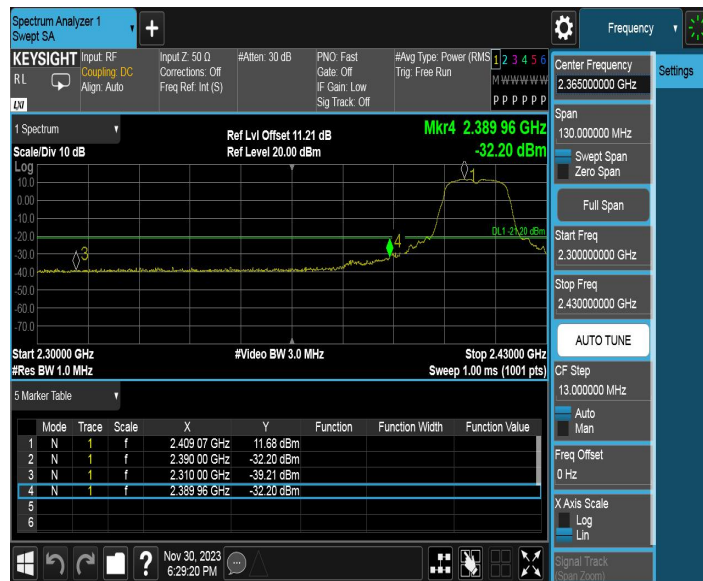 Spectrum Analyzer 1
Swept SA
+
Frequency
KEYSIGHT
RL
LXI
Input: RF
Coupling: DC
Align: Auto
Input Z: 50 Ω
Corrections: Off
Freq Ref: Int (S)
#Atten: 30 dB
PNO: Fast
Gate: Off
IF Gain: Low
Sig Track: Off
#Avg Type: Power (RMS
Trig: Free Run
1 2 3 4 5 6
M W W W W W
P P P P P P
1 Spectrum
Scale/Div 10 dB
Ref Lvl Offset 11.21 dB
Ref Level 20.00 dBm
Mkr4 2.389 96 GHz
-32.20 dBm
Log
10.0
0.00
-10.0
-20.0
-30.0
-40.0
-50.0
-60.0
-70.0
1
3
4
DL1 -21.20 dBm
Start 2.30000 GHz
#Res BW 1.0 MHz
#Video BW 3.0 MHz
Stop 2.43000 GHz
Sweep 1.00 ms (1001 pts)
5 Marker Table
Mode Trace Scale X Y Function Function Width Function Value
1 N 1 f 2.409 07 GHz 11.68 dBm
2 N 1 f 2.390 00 GHz -32.20 dBm
3 N 1 f 2.310 00 GHz -39.21 dBm
4 N 1 f 2.389 96 GHz -32.20 dBm
5
6
?
Nov 30, 2023
6:29:20 PM
Center Frequency
2.365000000 GHz
Settings
Span
130.000000 MHz
Swept Span
Zero Span
Full Span
Start Freq
2.300000000 GHz
Stop Freq
2.430000000 GHz
AUTO TUNE
CF Step
13.000000 MHz
Auto
Man
Freq Offset
0 Hz
X Axis Scale
Log
Lin
Signal Track
(Span Zoom)